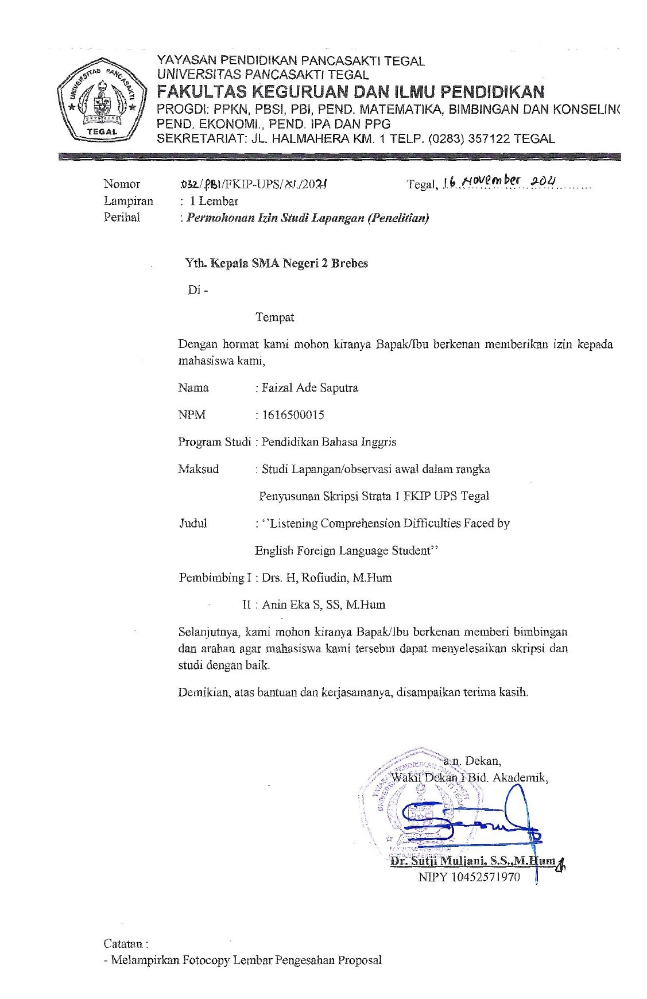 YAYASAN PENDIDIKAN PANCASAKTI TEGAL
UNIVERSITAS PANCASAKTI TEGAL
FAKULTAS KEGURUAN DAN ILMU PENDIDIKAN
PROGDI: PPKN, PBSI, PBI, PEND. MATEMATIKA, BIMBINGAN DAN KONSELING
PEND. EKONOMI., PEND. IPA DAN PPG
SEKRETARIAT: JL. HALMAHERA KM. 1 TELP. (0283) 357122 TEGAL
UNIVERSITAS PANCASAKTI
TEGAL
Nomor : 032/PBI/FKIP-UPS/XI/2021 Tegal, 16 November 2021
Lampiran : 1 Lembar
Perihal : Permohonan Izin Studi Lapangan (Penelitian)
Yth. Kepala SMA Negeri 2 Brebes
Di -
Tempat
Dengan hormat kami mohon kiranya Bapak/Ibu berkenan memberikan izin kepada
mahasiswa kami,
Nama : Faizal Ade Saputra
NPM : 1616500015
Program Studi : Pendidikan Bahasa Inggris
Maksud : Studi Lapangan/observasi awal dalam rangka
Penyusunan Skripsi Strata 1 FKIP UPS Tegal
Judul : ‘’Listening Comprehension Difficulties Faced by
English Foreign Language Student’’
Pembimbing I : Drs. H, Rofiudin, M.Hum
II : Anin Eka S, SS, M.Hum
Selanjutnya, kami mohon kiranya Bapak/Ibu berkenan memberi bimbingan
dan arahan agar mahasiswa kami tersebut dapat menyelesaikan skripsi dan
studi dengan baik.
Demikian, atas bantuan dan kerjasamanya, disampaikan terima kasih.
a.n. Dekan,
Wakil Dekan I Bid. Akademik,
Dr. Sutji Muljani, S.S.,M.Hum
NIPY 10452571970
Catatan :
- Melampirkan Fotocopy Lembar Pengesahan Proposal